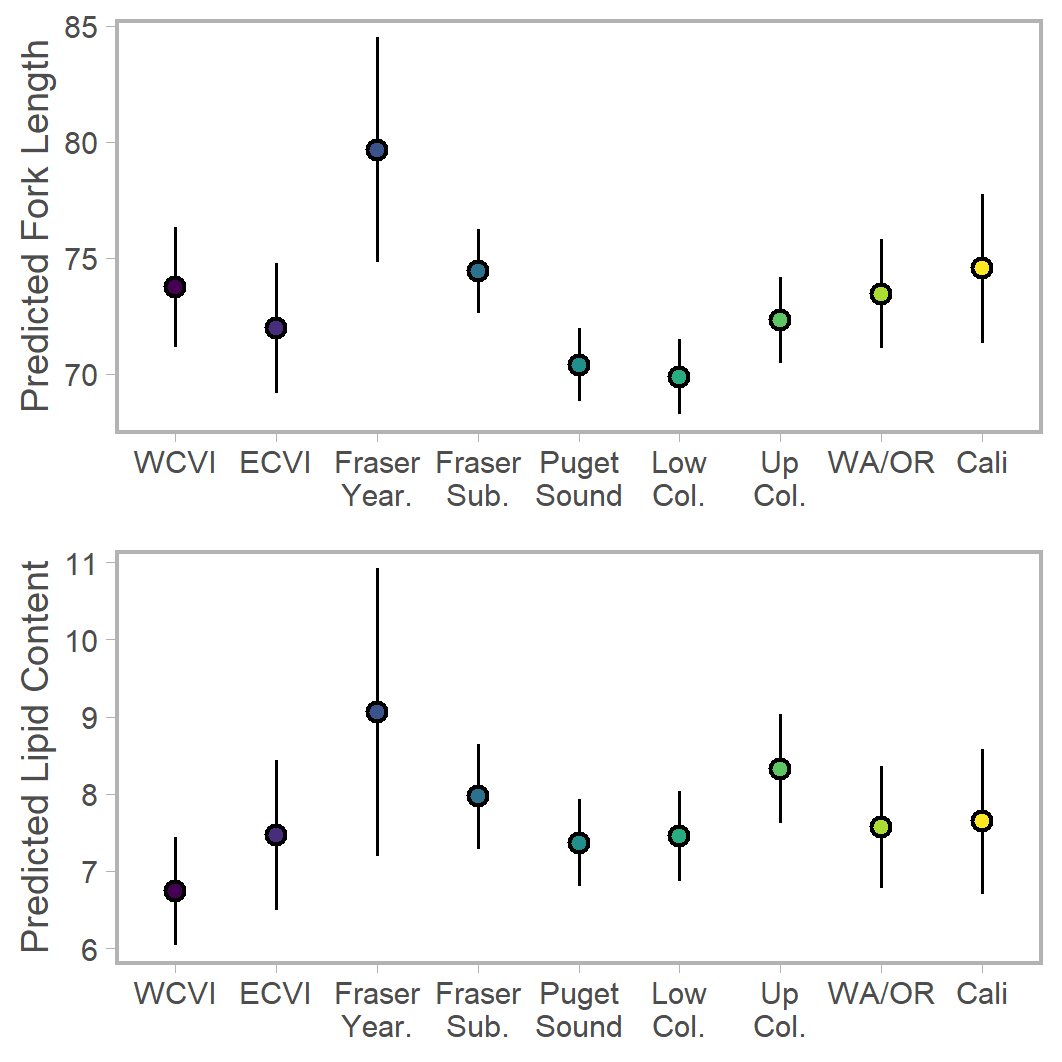 Predicted Fork Length
85
80
75
70
WCVI ECVI Fraser Fraser Puget Low Up WA/OR Cali
Year. Sub. Sound Col. Col.
Predicted Lipid Content
11
10
9
8
7
6
WCVI ECVI Fraser Fraser Puget Low Up WA/OR Cali
Year. Sub. Sound Col. Col.